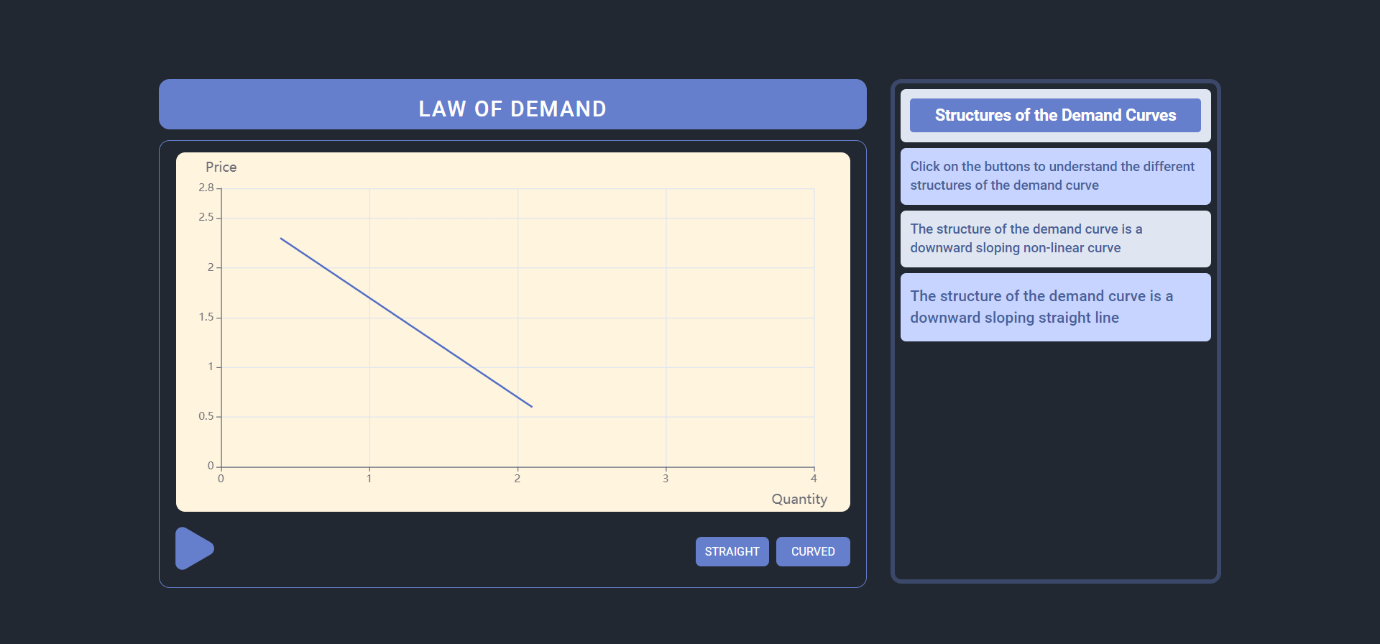 LAW OF DEMAND
Price
2.8
2.5
2
1.5
1
0.5
0
0 1 2 3 4
Quantity
STRAIGHT CURVED
Structures of the Demand Curves
Click on the buttons to understand the different
structures of the demand curve
The structure of the demand curve is a
downward sloping non-linear curve
The structure of the demand curve is a
downward sloping straight line